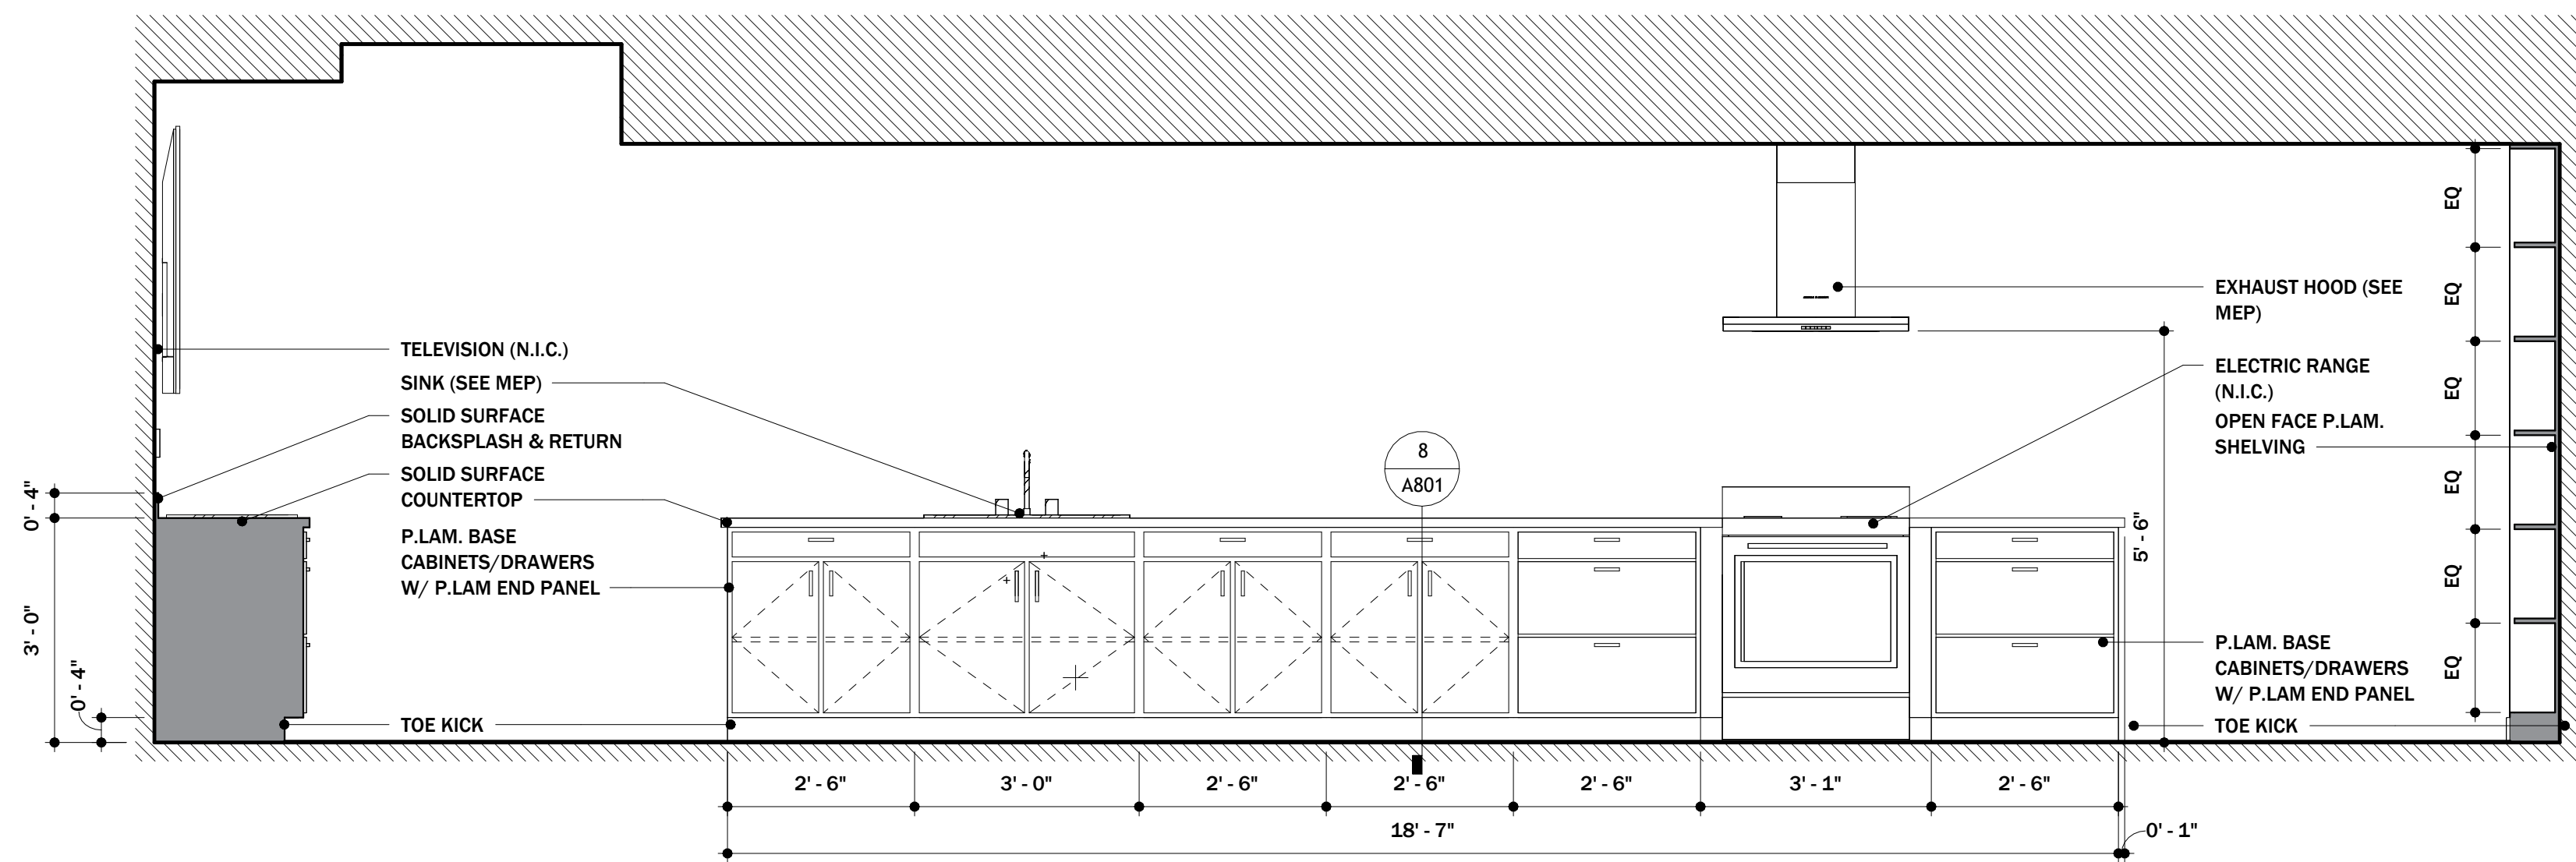 TELEVISION (N.I.C.)
SINK (SEE MEP)
SOLID SURFACE
BACKSPLASH & RETURN
SOLID SURFACE
COUNTERTOP
P.LAM. BASE
CABINETS/DRAWERS
W/ P.LAM END PANEL
TOE KICK
0' - 4"
3' - 0"
0' - 4"
8
A801
EXHAUST HOOD (SEE
MEP)
ELECTRIC RANGE
(N.I.C.)
OPEN FACE P.LAM.
SHELVING
P.LAM. BASE
CABINETS/DRAWERS
W/ P.LAM END PANEL
TOE KICK
5' - 6"
EQ
EQ
EQ
EQ
EQ
EQ
2' - 6"
3' - 0"
2' - 6"
2' - 6"
2' - 6"
3' - 1"
2' - 6"
18' - 7"
0' - 1"